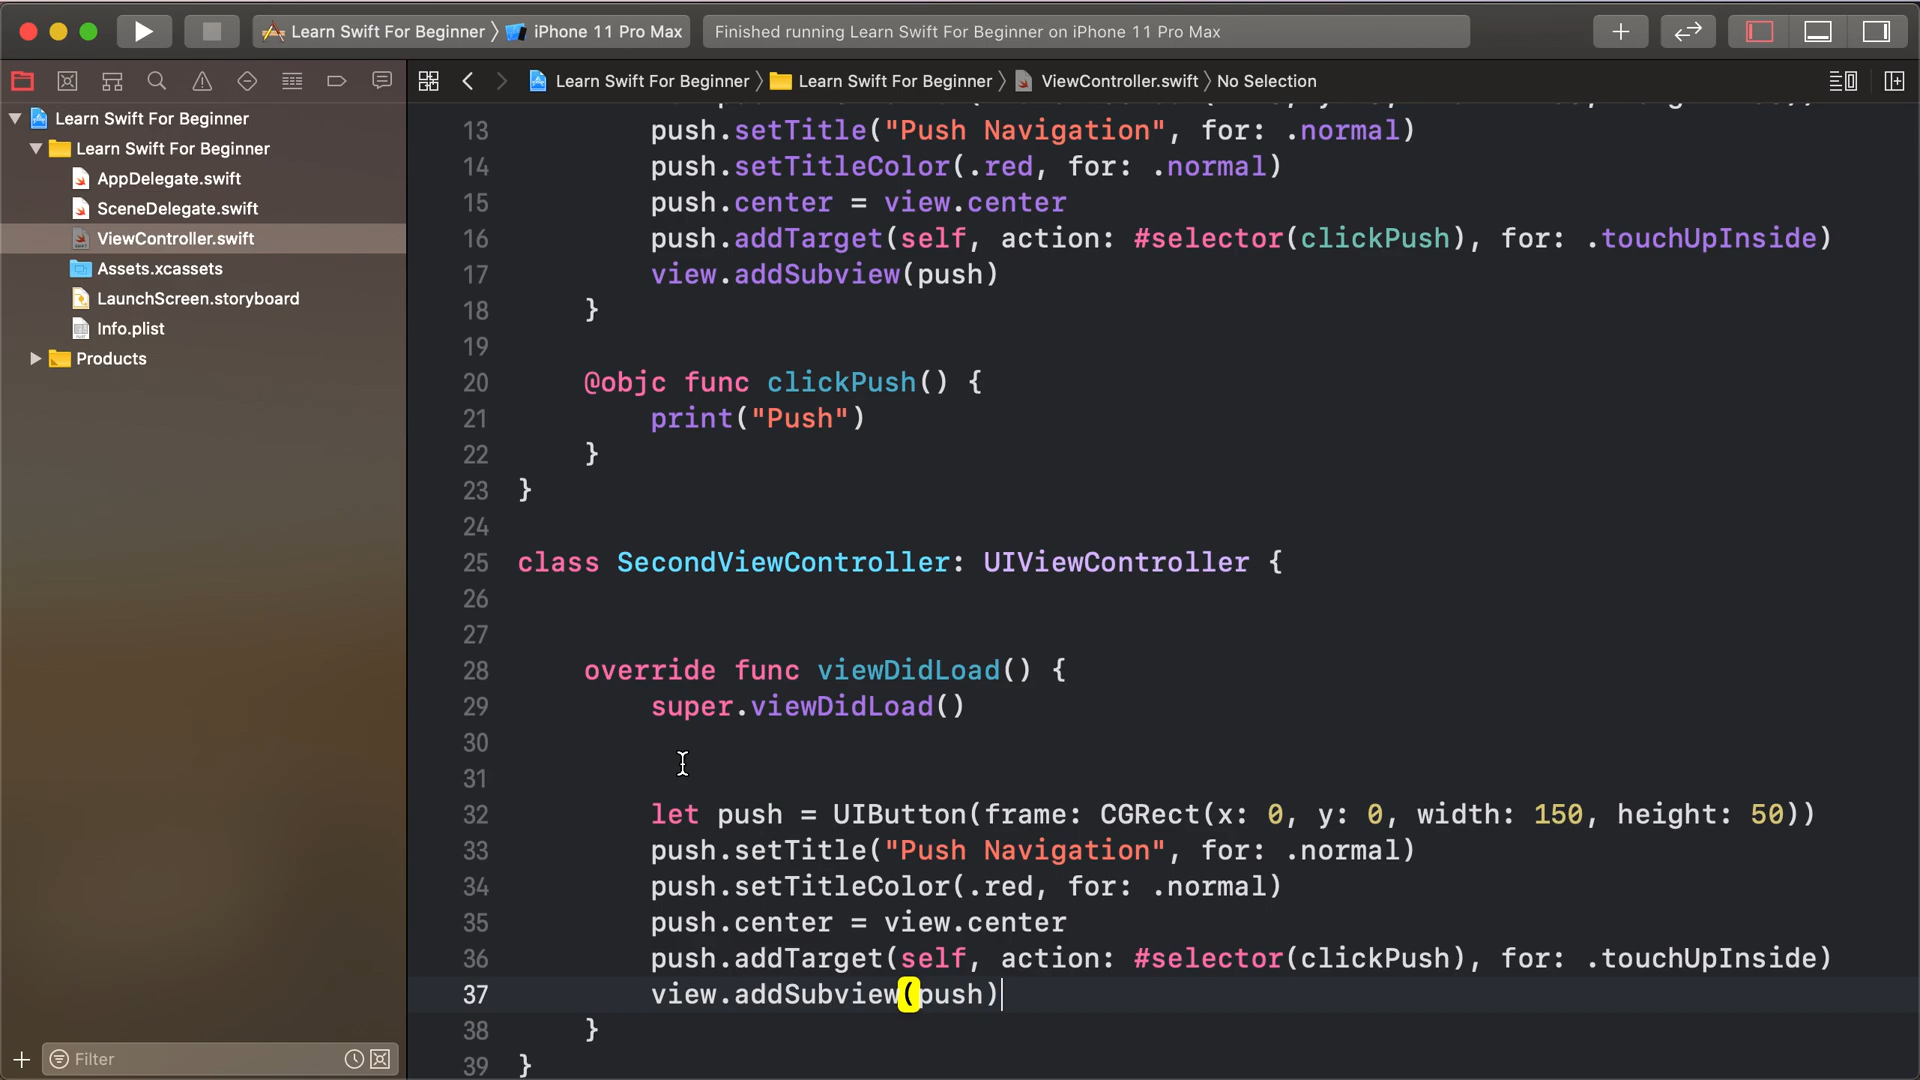 Learn Swift For Beginner 〉 iPhone 11 Pro Max
Finished running Learn Swift For Beginner on iPhone 11 Pro Max
Learn Swift For Beginner 〉 Learn Swift For Beginner 〉 ViewController.swift 〉 No Selection
Learn Swift For Beginner
Learn Swift For Beginner
AppDelegate.swift
SceneDelegate.swift
ViewController.swift
Assets.xcassets
LaunchScreen.storyboard
Info.plist
Products
Filter
13 push.setTitle("Push Navigation", for: .normal)
14 push.setTitleColor(.red, for: .normal)
15 push.center = view.center
16 push.addTarget(self, action: #selector(clickPush), for: .touchUpInside)
17 view.addSubview(push)
18 }
19
20 @objc func clickPush() {
21 print("Push")
22 }
23 }
24
25 class SecondViewController: UIViewController {
26
27
28 override func viewDidLoad() {
29 super.viewDidLoad()
30
31
32 let push = UIButton(frame: CGRect(x: 0, y: 0, width: 150, height: 50))
33 push.setTitle("Push Navigation", for: .normal)
34 push.setTitleColor(.red, for: .normal)
35 push.center = view.center
36 push.addTarget(self, action: #selector(clickPush), for: .touchUpInside)
37 view.addSubview(push)
38 }
39 }